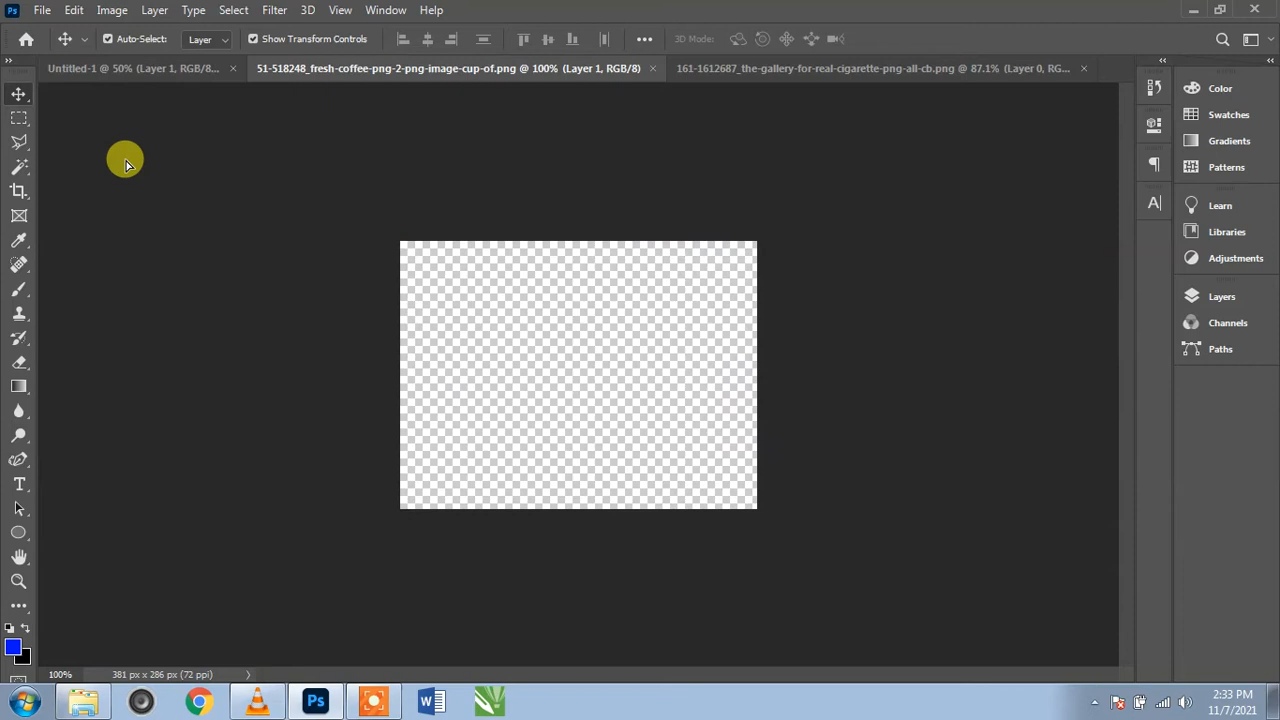 Ps File Edit Image Layer Type Select Filter 3D View Window Help
Auto-Select: Layer Show Transform Controls 3D Mode:
Untitled-1 @ 50% (Layer 1, RGB/8... × 51-518248_fresh-coffee-png-2-png-image-cup-of.png @ 100% (Layer 1, RGB/8) × 161-1612687_the-gallery-for-real-cigarette-png-all-cb.png @ 87.1% (Layer 0, RG... ×
Color
Swatches
Gradients
Patterns
Learn
Libraries
Adjustments
Layers
Channels
Paths
100% 381 px x 286 px (72 ppi)
Ps
2:33 PM
11/7/2021